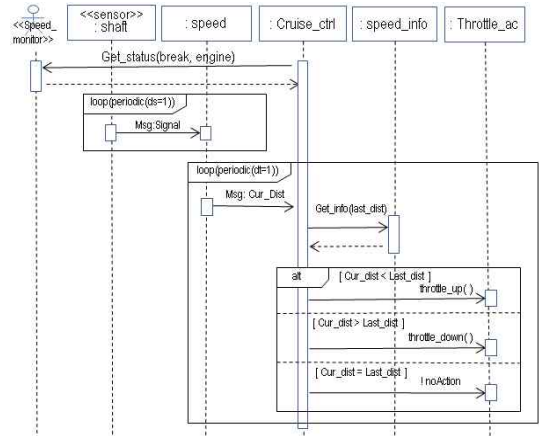 <<Speed_
monitor>>
<<sensor>>
: shaft
: speed
: Cruise_ctrl
: speed_info
: Throttle_ac
Get_status(break, engine)
loop(periodic(ds=1))
Msg:Signal
loop(periodic(dt=1))
Msg: Cur_Dist
Get_info(last_dist)
alt
[ Cur_dist < Last_dist ]
throttle_up( )
[ Cur_dist > Last_dist ]
throttle_down( )
[ Cur_dist = Last_dist ]
! noAction